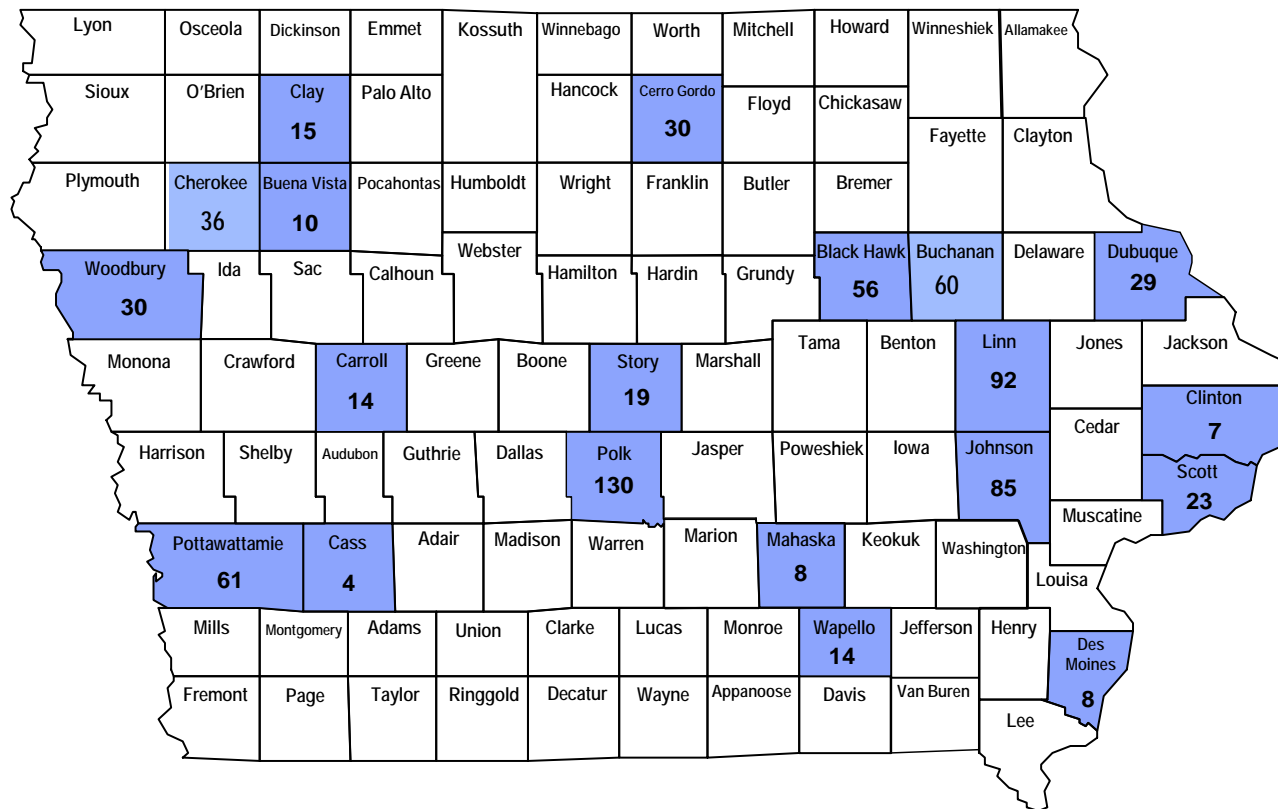 Lyon
Osceola
Dickinson
Emmet
Kossuth
Winnebago
Worth
Mitchell
Howard
Winneshiek
Allamakee
Sioux
O'Brien
Clay
15
Palo Alto
Hancock
Cerro Gordo
30
Floyd
Chickasaw
Fayette
Clayton
Plymouth
Cherokee
36
Buena Vista
10
Pocahontas
Humboldt
Wright
Franklin
Butler
Bremer
Woodbury
30
Ida
Sac
Calhoun
Webster
Hamilton
Hardin
Grundy
Black Hawk
56
Buchanan
60
Delaware
Dubuque
29
Monona
Crawford
Carroll
14
Greene
Boone
Story
19
Marshall
Tama
Benton
Linn
92
Jones
Jackson
Clinton
7
Harrison
Shelby
Audubon
Guthrie
Dallas
Polk
130
Jasper
Poweshiek
Iowa
Johnson
85
Cedar
Scott
23
Muscatine
Pottawattamie
61
Cass
4
Adair
Madison
Warren
Marion
Mahaska
8
Keokuk
Washington
Louisa
Mills
Montgomery
Adams
Union
Clarke
Lucas
Monroe
Wapello
14
Jefferson
Henry
Des
Moines
8
Fremont
Page
Taylor
Ringgold
Decatur
Wayne
Appanoose
Davis
Van Buren
Lee